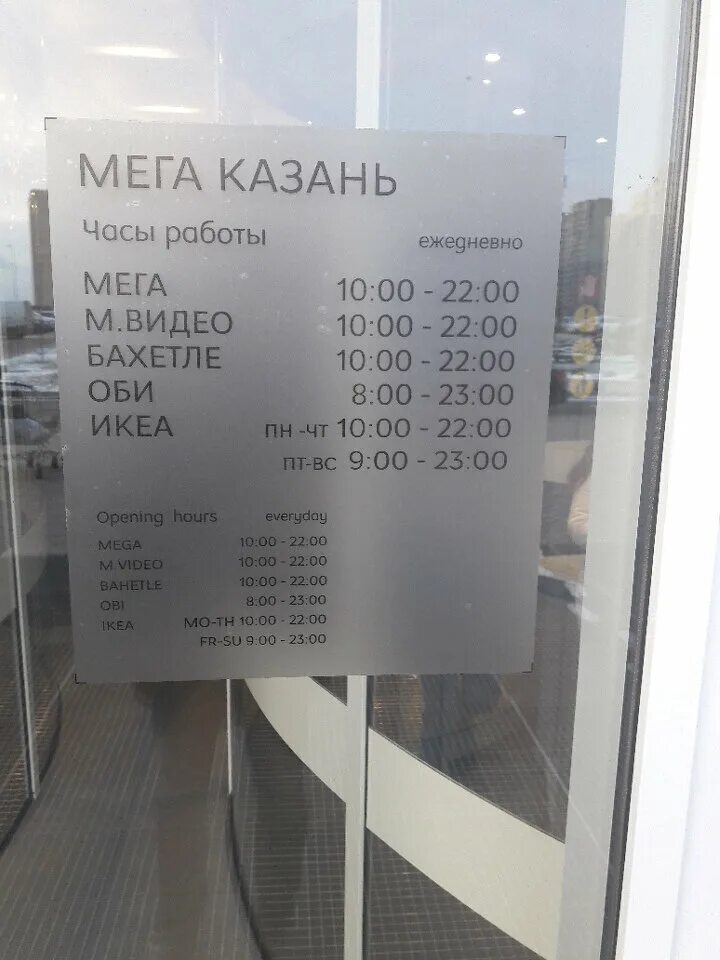 МЕГА КАЗАНЬ
Часы работы ежедневно
МЕГА 10:00 - 22:00
М.ВИДЕО 10:00 - 22:00
БАХЕТЛЕ 10:00 - 22:00
ОБИ 8:00 - 23:00
ИКЕА ПН -ЧТ 10:00 - 22:00
ПТ-ВС 9:00 - 23:00
Opening hours everyday
MEGA 10:00 - 22:00
M.VIDEO 10:00 - 22:00
BAHETLE 10:00 - 22:00
OBI 8:00 - 23:00
IKEA MO-TH 10:00 - 22:00
FR-SU 9:00 - 23:00